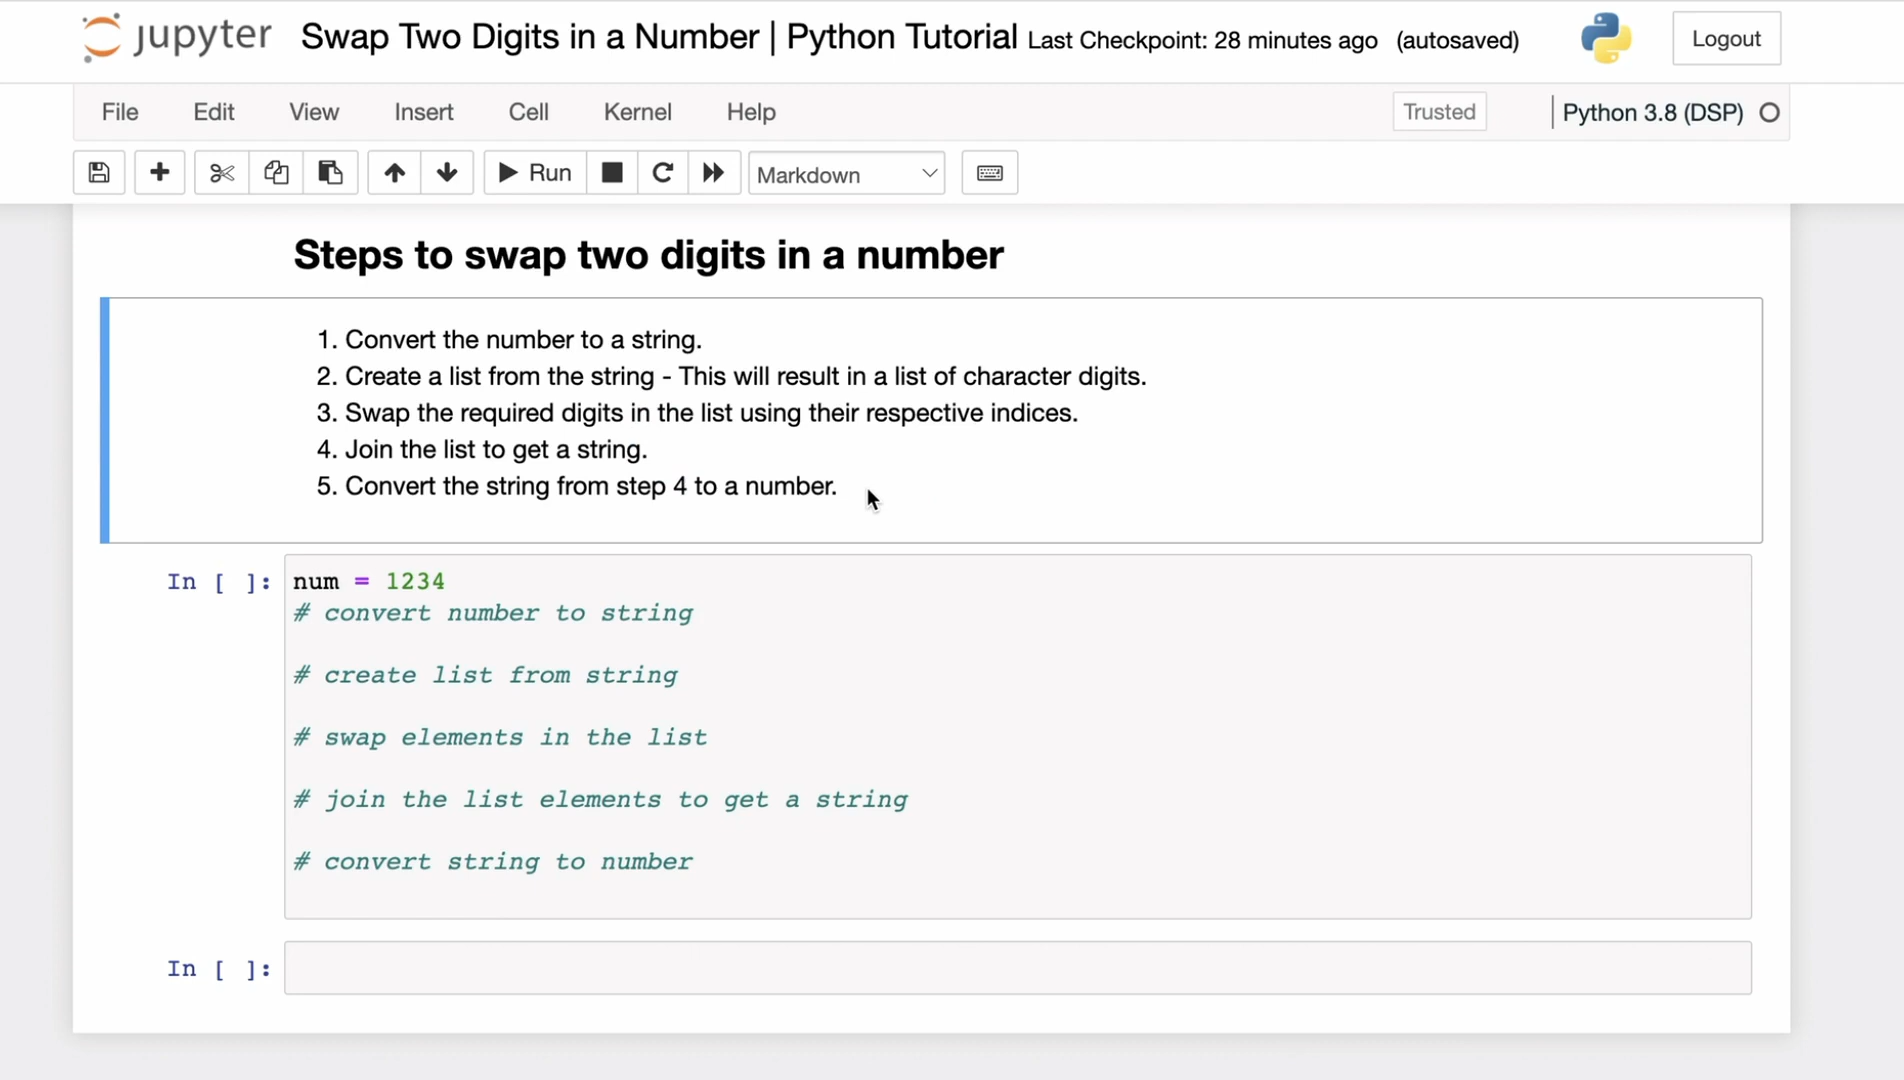 jupyter Swap Two Digits in a Number | Python Tutorial Last Checkpoint: 28 minutes ago (autosaved) Logout
File Edit View Insert Cell Kernel Help Trusted Python 3.8 (DSP)
Run Markdown
Steps to swap two digits in a number
1. Convert the number to a string.
2. Create a list from the string - This will result in a list of character digits.
3. Swap the required digits in the list using their respective indices.
4. Join the list to get a string.
5. Convert the string from step 4 to a number.
In [ ]: num = 1234
# convert number to string
# create list from string
# swap elements in the list
# join the list elements to get a string
# convert string to number
In [ ]: